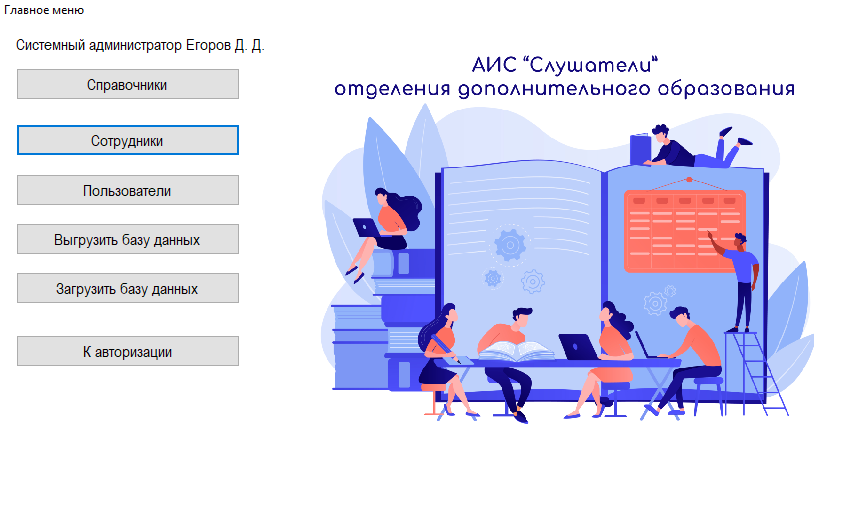 Главное меню
Системный администратор Егоров Д. Д.
Справочники
Сотрудники
Пользователи
Выгрузить базу данных
Загрузить базу данных
К авторизации
АИС “Слушатели”
отделения дополнительного образования